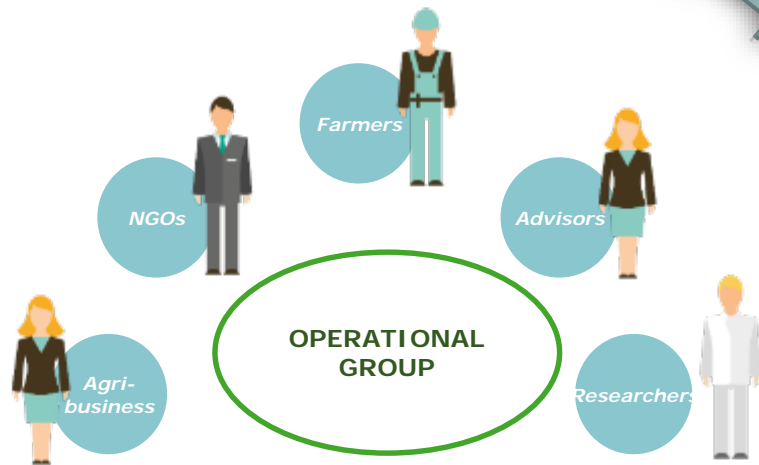 Farmers
NGOs
Advisors
OPERATIONAL
GROUP
Agri-
business
Researchers